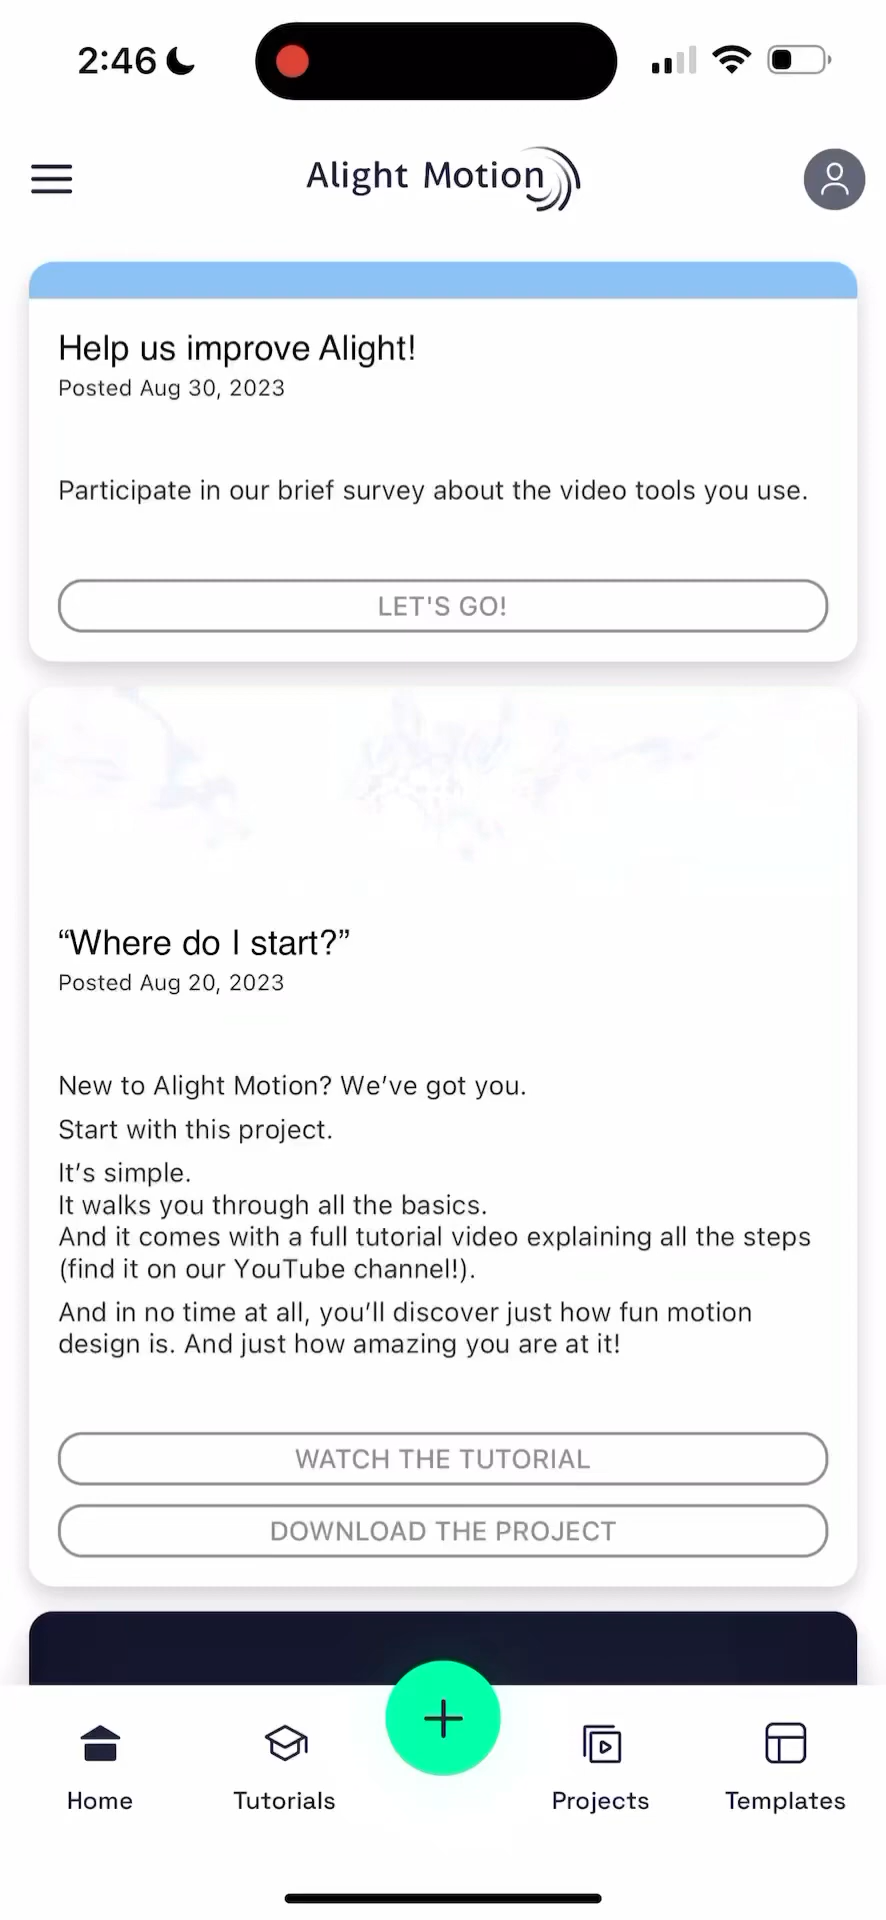 2:46
Alight Motion
Help us improve Alight!
Posted Aug 30, 2023
Participate in our brief survey about the video tools you use.
LET'S GO!
“Where do I start?”
Posted Aug 20, 2023
New to Alight Motion? We’ve got you.
Start with this project.
It’s simple.
It walks you through all the basics.
And it comes with a full tutorial video explaining all the steps
(find it on our YouTube channel!).
And in no time at all, you’ll discover just how fun motion
design is. And just how amazing you are at it!
WATCH THE TUTORIAL
DOWNLOAD THE PROJECT
Home
Tutorials
Projects
Templates